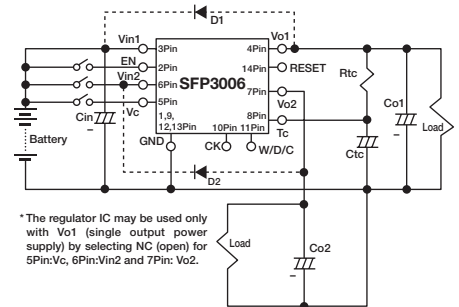 D1
Vin1
Vo1
3Pin
4Pin
EN
2Pin
14Pin
RESET
Rtc
Vin2
6Pin
SFP3006
7Pin
Co1
5Pin
Vo2
Cin
Vc
1,9,
12,13Pin
8Pin
Load
Battery
10Pin
11Pin
Tc
Ctc
GND
CK
W/D/C
D2
* The regulator IC may be used only
with Vo1 (single output power
supply) by selecting NC (open) for
5Pin:Vc, 6Pin:Vin2 and 7Pin: Vo2.
Load
Co2